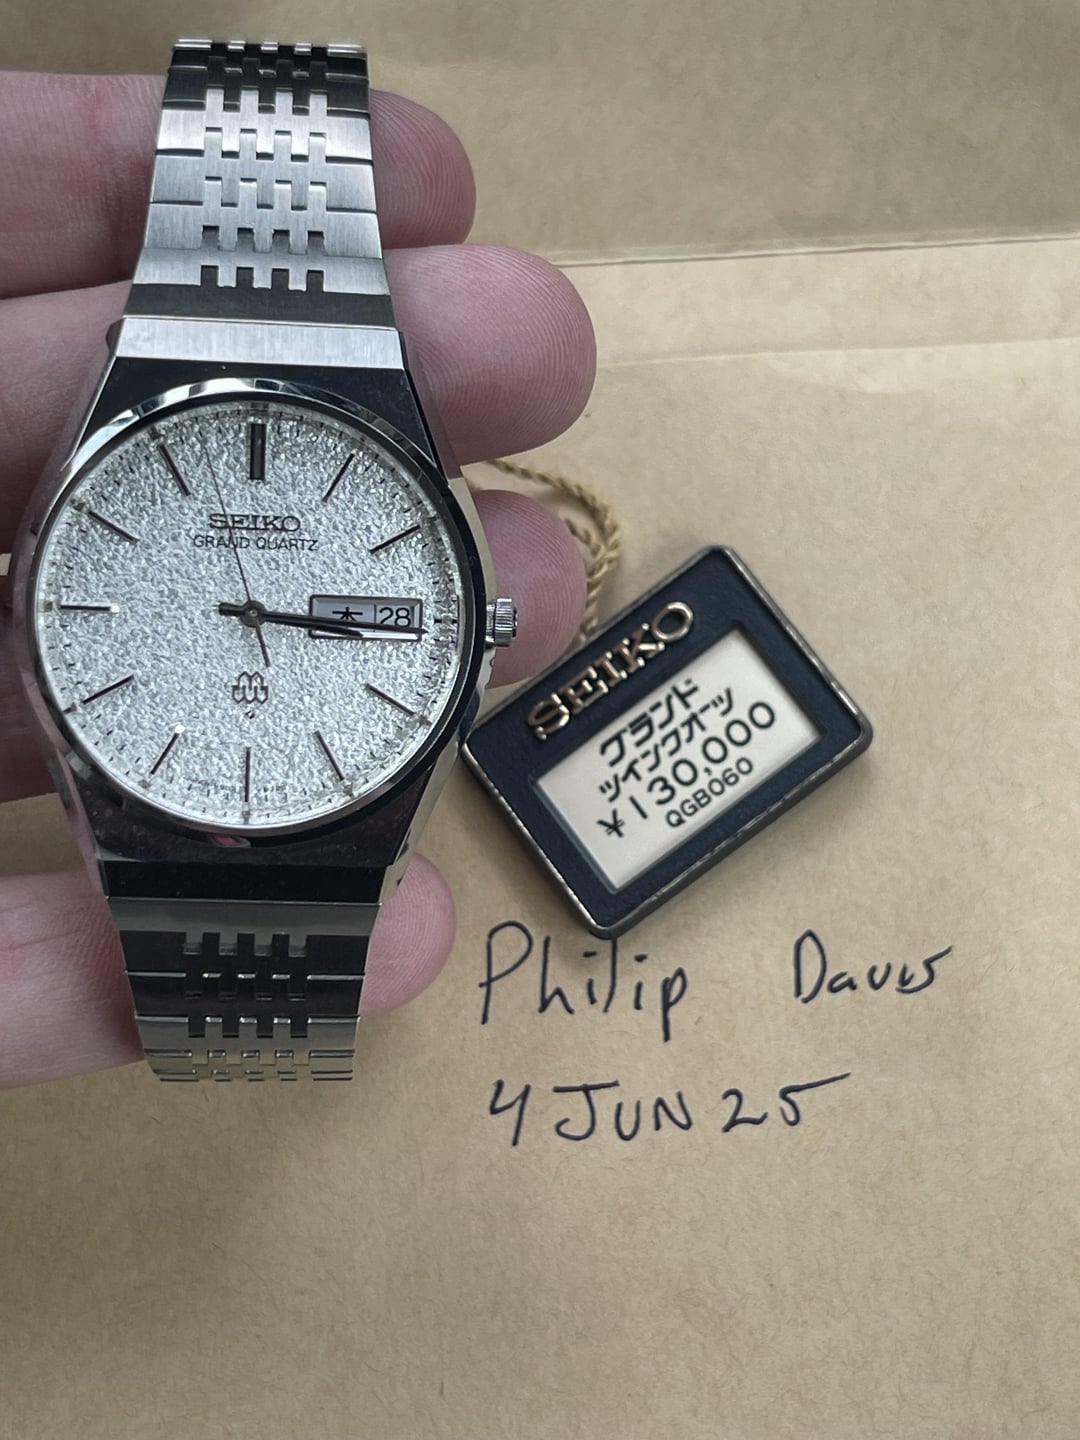 SEIKO
GRAND QUARTZ
木 28
SEIKO
グランド
ツインクオーツ
¥130,000
QGB060
Philip Davis
4 JUN 25